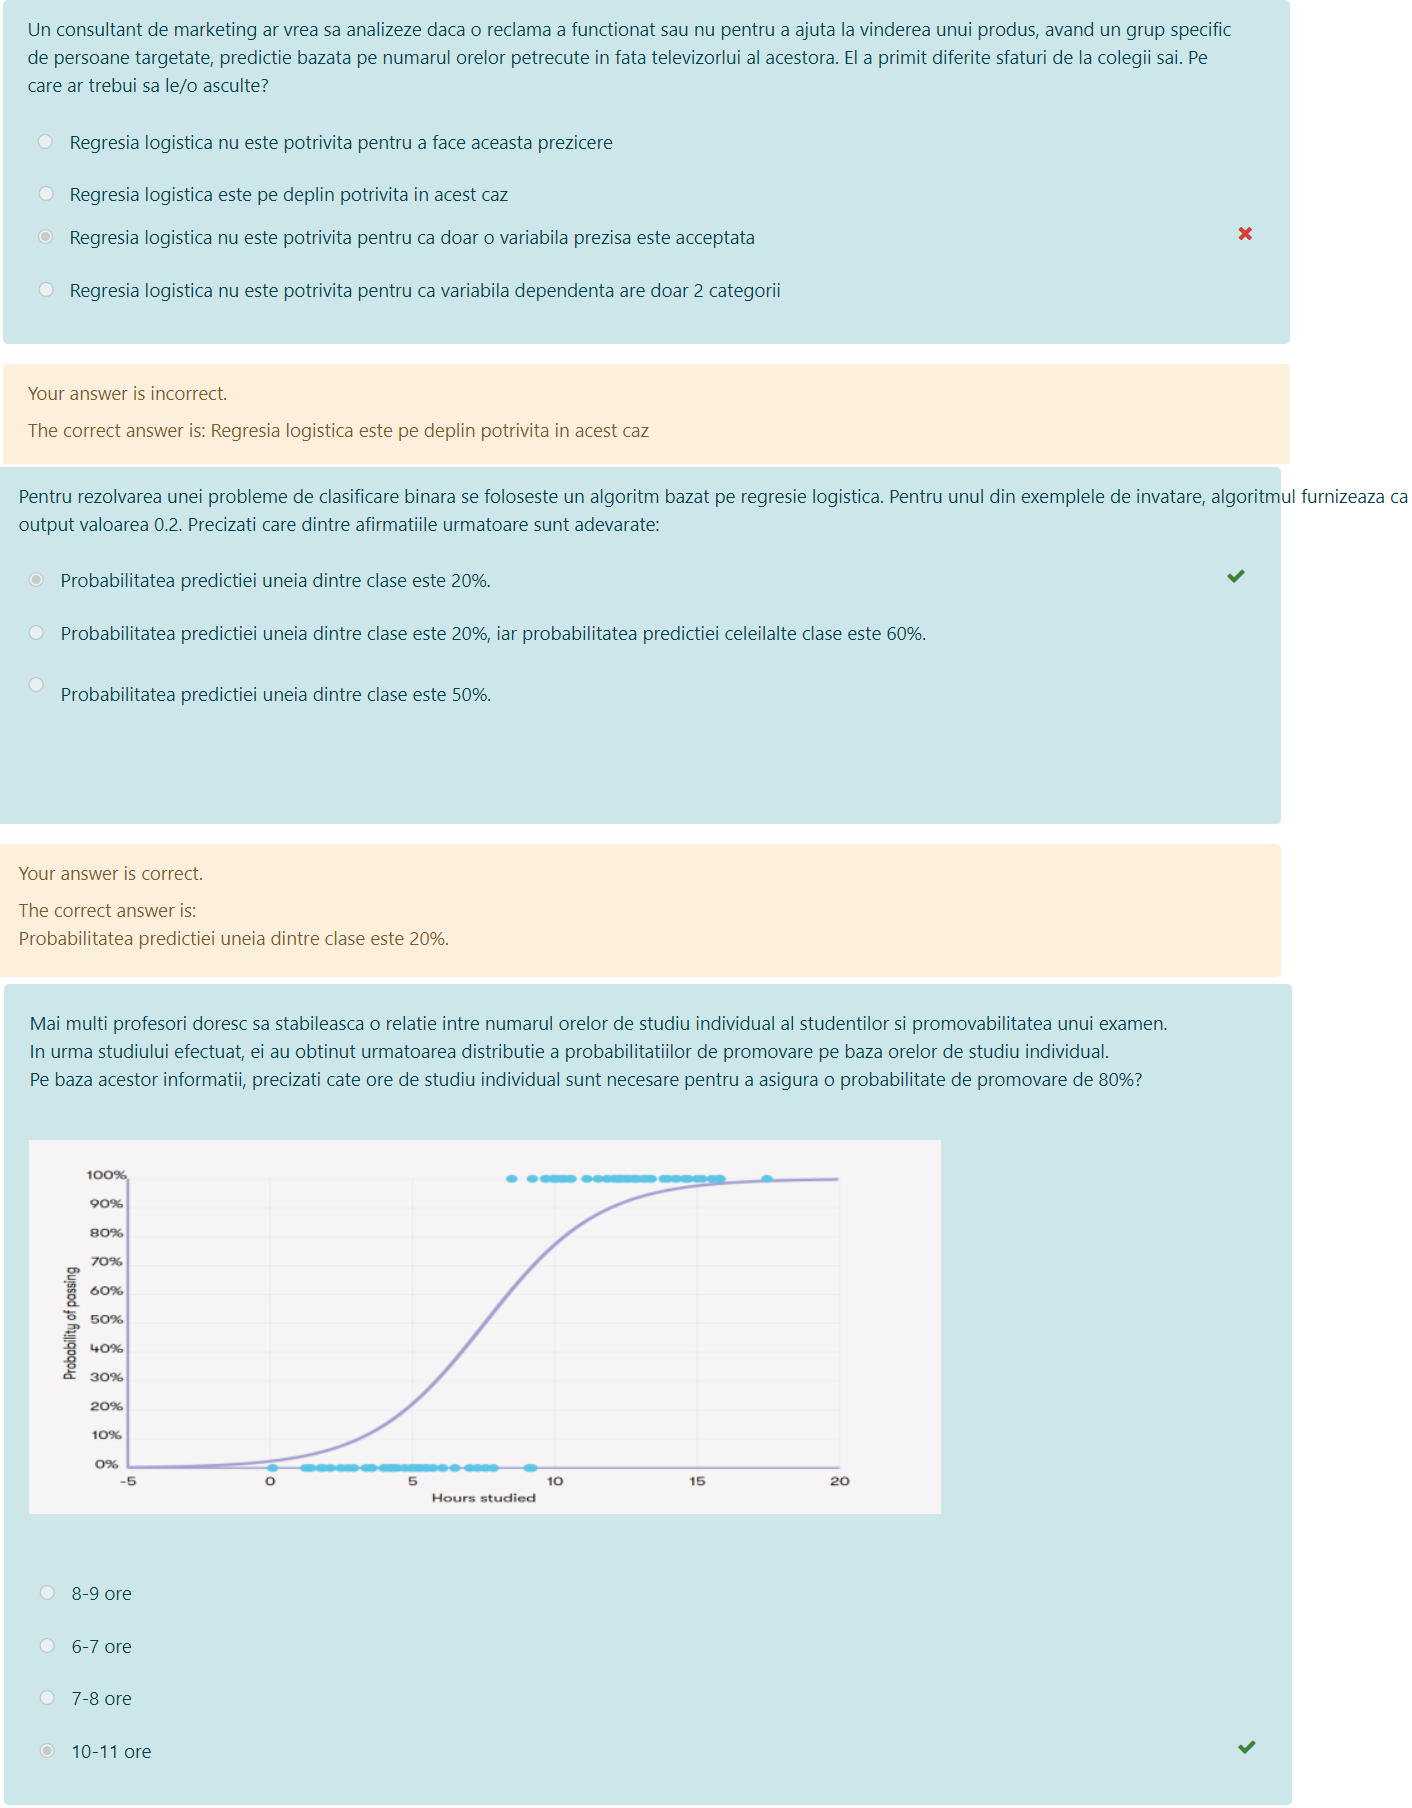 Un consultant de marketing ar vrea sa analizeze daca o reclama a functionat sau nu pentru a ajuta la vinderea unui produs, avand un grup specific
de persoane targetate, predictie bazata pe numarul orelor petrecute in fata televizorlui al acestora. El a primit diferite sfaturi de la colegii sai. Pe
care ar trebui sa le/o asculte?
Regresia logistica nu este potrivita pentru a face aceasta prezicere
Regresia logistica este pe deplin potrivita in acest caz
Regresia logistica nu este potrivita pentru ca doar o variabila prezisa este acceptata
Regresia logistica nu este potrivita pentru ca variabila dependenta are doar 2 categorii
Your answer is incorrect.
The correct answer is: Regresia logistica este pe deplin potrivita in acest caz
Pentru rezolvarea unei probleme de clasificare binara se foloseste un algoritm bazat pe regresie logistica. Pentru unul din exemplele de invatare, algoritmul furnizeaza ca
output valoarea 0.2. Precizati care dintre afirmatiile urmatoare sunt adevarate:
Probabilitatea predictiei uneia dintre clase este 20%.
Probabilitatea predictiei uneia dintre clase este 20%, iar probabilitatea predictiei celeilalte clase este 60%.
Probabilitatea predictiei uneia dintre clase este 50%.
Your answer is correct.
The correct answer is:
Probabilitatea predictiei uneia dintre clase este 20%.
Mai multi profesori doresc sa stabileasca o relatie intre numarul orelor de studiu individual al studentilor si promovabilitatea unui examen.
In urma studiului efectuat, ei au obtinut urmatoarea distributie a probabilitatiilor de promovare pe baza orelor de studiu individual.
Pe baza acestor informatii, precizati cate ore de studiu individual sunt necesare pentru a asigura o probabilitate de promovare de 80%?
100%
90%
80%
70%
60%
50%
40%
30%
20%
10%
0%
Probability of passing
-5 0 5 10 15 20
Hours studied
8-9 ore
6-7 ore
7-8 ore
10-11 ore